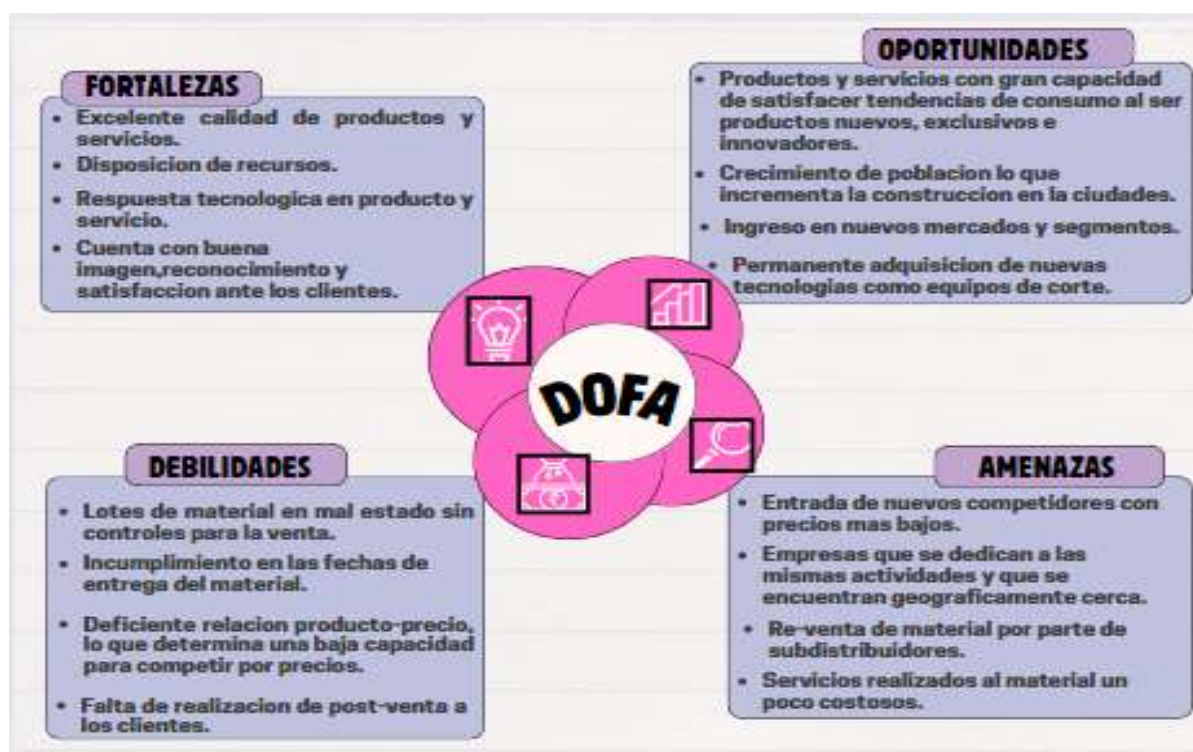 FORTALEZAS
• Excelente calidad de productos y
servicios.
• Disposicion de recursos.
• Respuesta tecnologica en producto y
servicio.
• Cuenta con buena
imagen,reconocimiento y
satisfaccion ante los clientes.
OPORTUNIDADES
• Productos y servicios con gran capacidad
de satisfacer tendencias de consumo al ser
productos nuevos, exclusivos e
innovadores.
• Crecimiento de poblacion lo que
incrementa la construccion en la ciudades.
• Ingreso en nuevos mercados y segmentos.
• Permanente adquisicion de nuevas
tecnologias como equipos de corte.
DOFA
DEBILIDADES
• Lotes de material en mal estado sin
controles para la venta.
• Incumplimiento en las fechas de
entrega del material.
• Deficiente relacion producto-precio,
lo que determina una baja capacidad
para competir por precios.
• Falta de realizacion de post-venta a
los clientes.
AMENAZAS
• Entrada de nuevos competidores con
precios mas bajos.
• Empresas que se dedican a las
mismas actividades y que se
encuentran geograficamente cerca.
• Re-venta de material por parte de
subdistribuidores.
• Servicios realizados al material un
poco costosos.